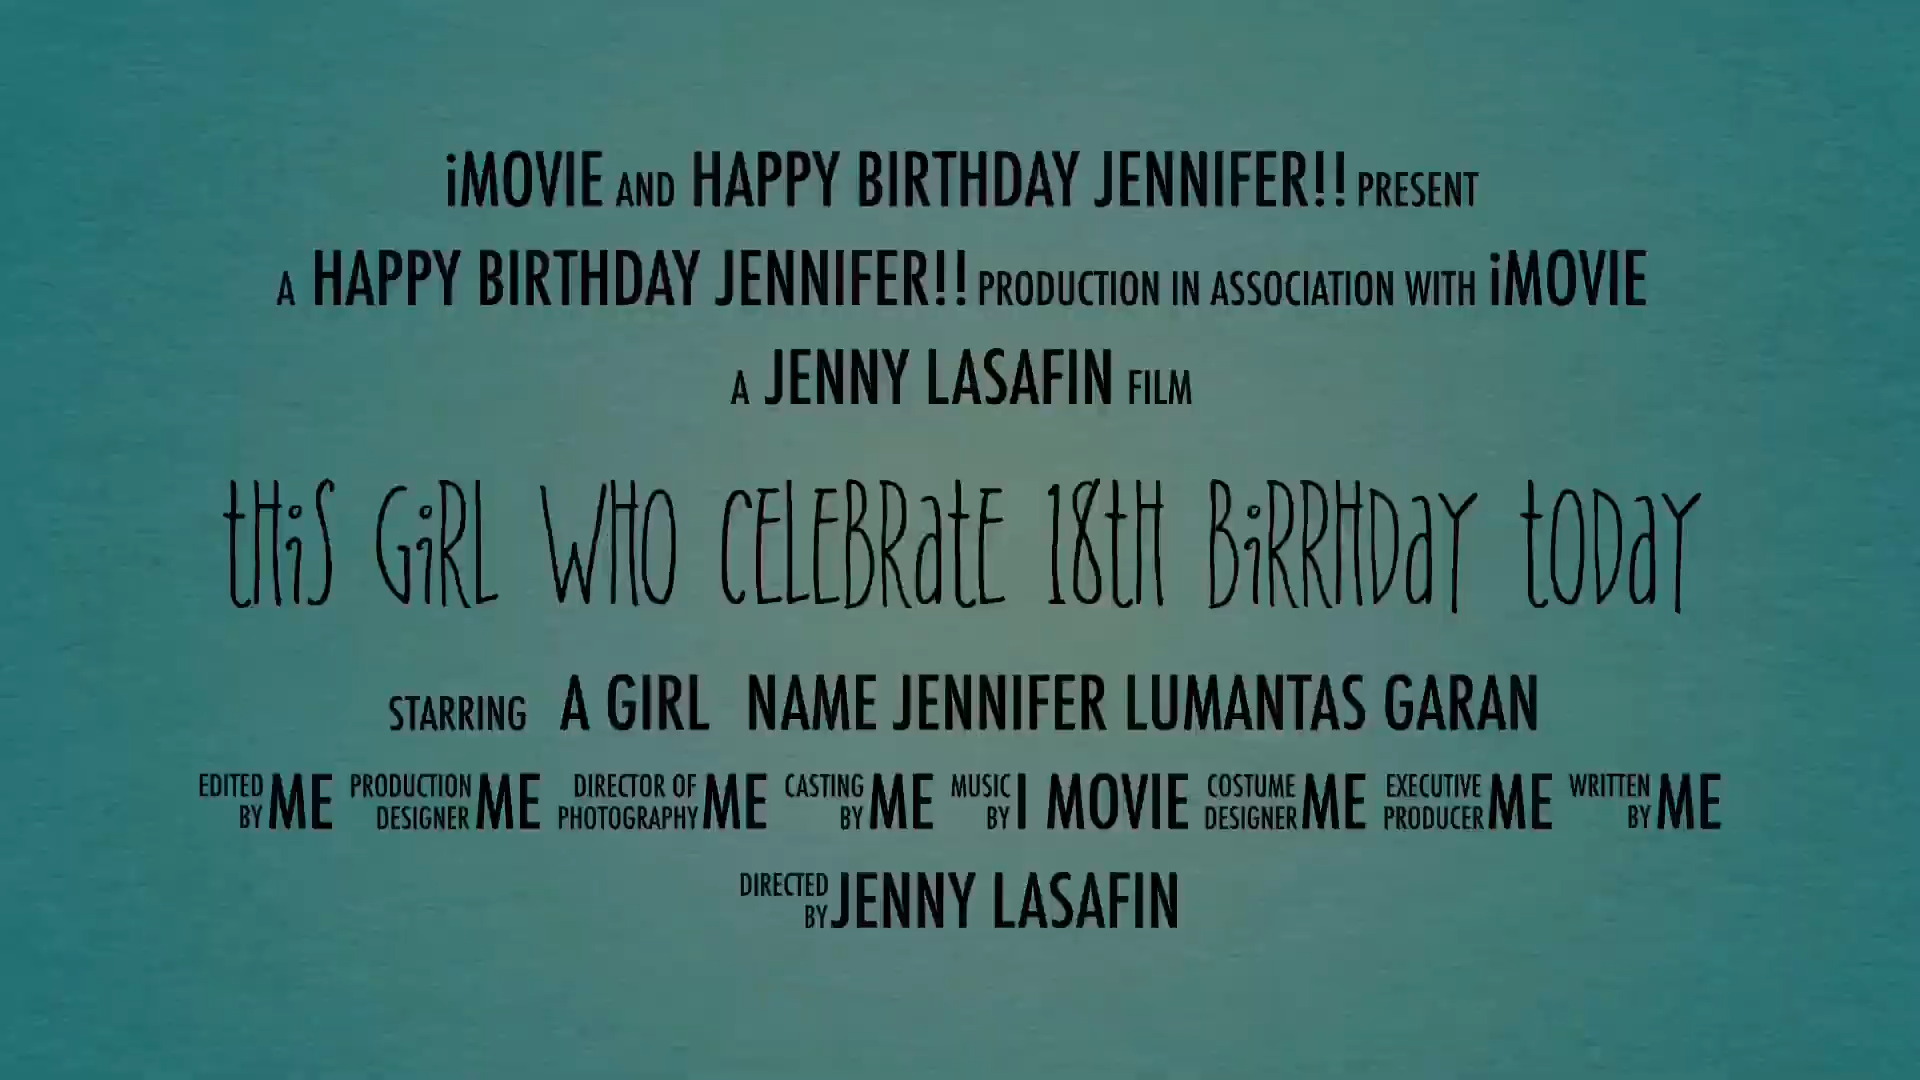 iMOVIE AND HAPPY BIRTHDAY JENNIFER!! PRESENT
A HAPPY BIRTHDAY JENNIFER!! PRODUCTION IN ASSOCIATION WITH iMOVIE
A JENNY LASAFIN FILM
tHiS GiRL WHO CELEBRatE 18tH BiRRHDaY tODaY
STARRING A GIRL NAME JENNIFER LUMANTAS GARAN
EDITED BY ME PRODUCTION DESIGNER ME DIRECTOR OF PHOTOGRAPHY ME CASTING BY ME MUSIC BY I MOVIE COSTUME DESIGNER ME EXECUTIVE PRODUCER ME WRITTEN BY ME
DIRECTED BY JENNY LASAFIN